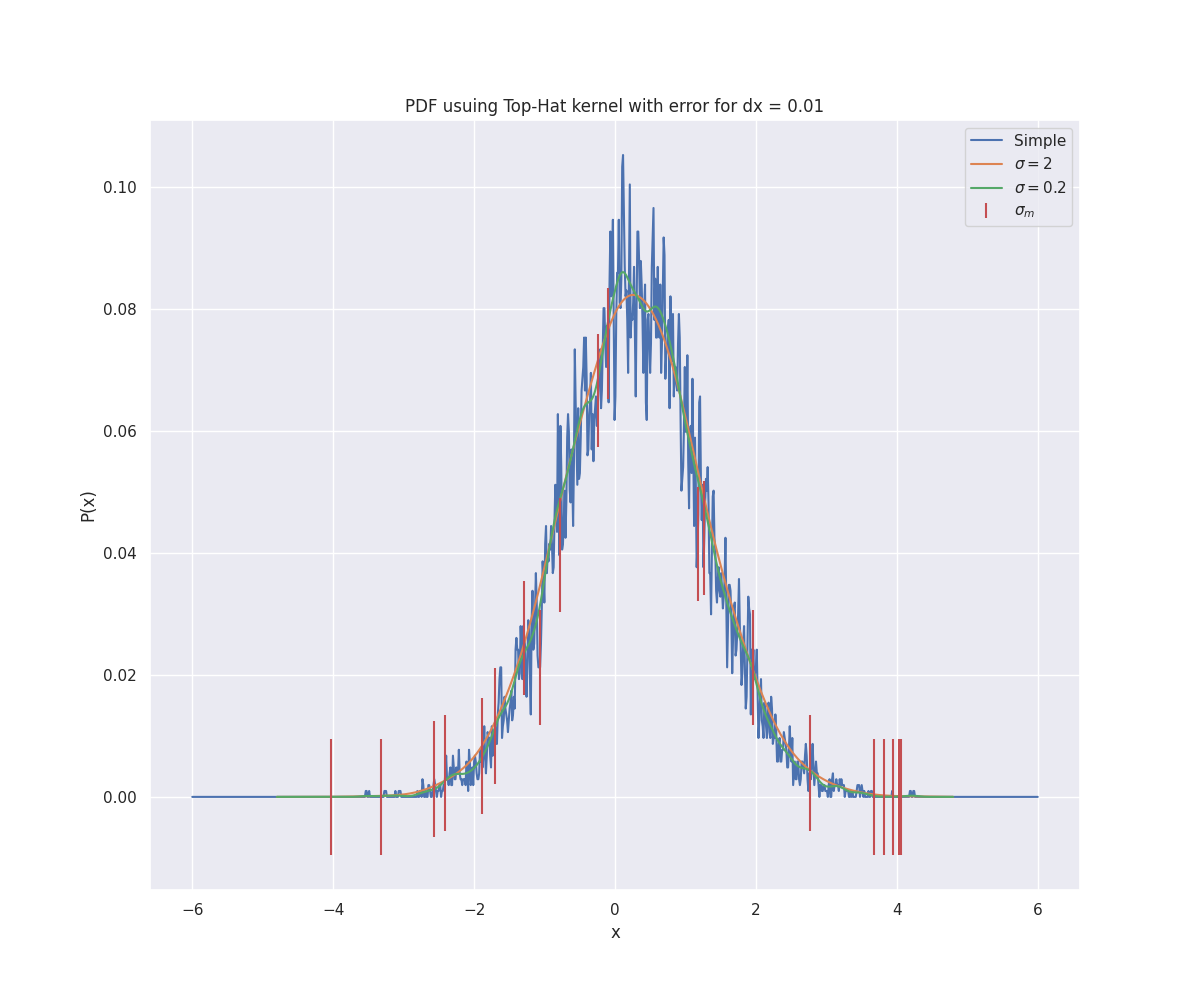 PDF usuing Top-Hat kernel with error for dx = 0.01
Simple
σ = 2
σ = 0.2
σₘ
P(x)
0.10
0.08
0.06
0.04
0.02
0.00
−6
−4
−2
0
2
4
6
x